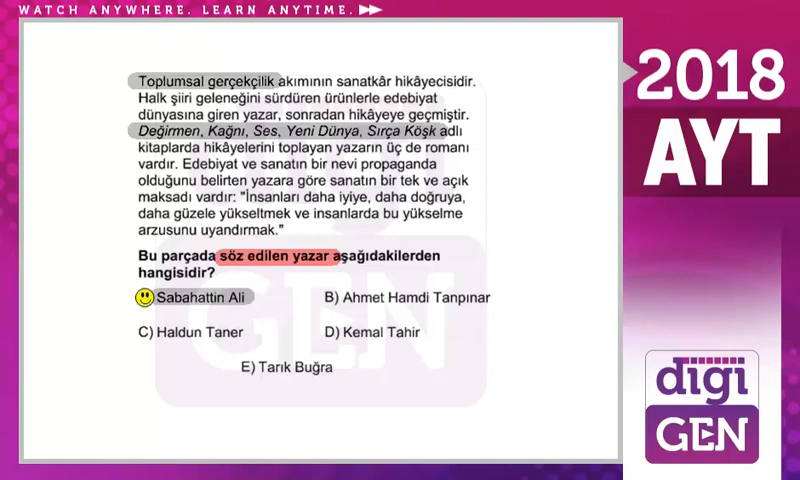 WATCH ANYWHERE. LEARN ANYTIME.
Toplumsal gerçekçilik akımının sanatkâr hikâyecisidir.
Halk şiiri geleneğini sürdüren ürünlerle edebiyat
dünyasına giren yazar, sonradan hikâyeye geçmiştir.
Değirmen, Kağnı, Ses, Yeni Dünya, Sırça Köşk adlı
kitaplarda hikâyelerini toplayan yazarın üç de romanı
vardır. Edebiyat ve sanatın bir nevi propaganda
olduğunu belirten yazara göre sanatın bir tek ve açık
maksadı vardır: "İnsanları daha iyiye, daha doğruya,
daha güzele yükseltmek ve insanlarda bu yükselme
arzusunu uyandırmak."
Bu parçada söz edilen yazar aşağıdakilerden
hangisidir?
Sabahattin Ali
B) Ahmet Hamdi Tanpınar
C) Haldun Taner
D) Kemal Tahir
E) Tarık Buğra
GEN
2018
AYT
digi
GEN